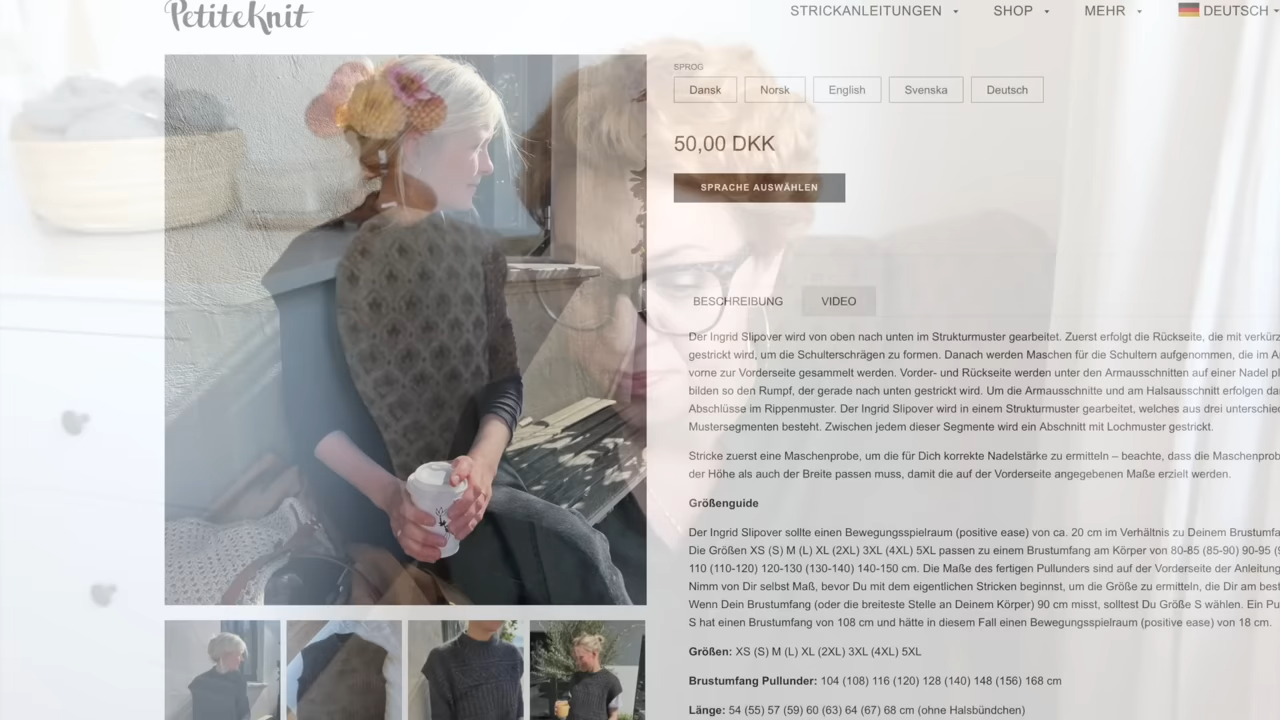 PetiteKnit
STRICKANLEITUNGEN SHOP MEHR DEUTSCH
SPROG
Dansk Norsk English Svenska Deutsch
50,00 DKK
SPRACHE AUSWÄHLEN
BESCHREIBUNG VIDEO
Der Ingrid Slipover wird von oben nach unten im Strukturmuster gearbeitet. Zuerst erfolgt die Rückseite, die mit verkürz
gestrickt wird, um die Schulterschrägen zu formen. Danach werden Maschen für die Schultern aufgenommen, die im
vorne zur Vorderseite gesammelt werden. Vorder- und Rückseite werden unter den Armausschnitten auf einer Nadel
bilden so den Rumpf, der gerade nach unten gestrickt wird. Um die Armausschnitte und am Halsausschnitt erfolgen
Abschlüsse im Rippenmuster. Der Ingrid Slipover wird in einem Strukturmuster gearbeitet, welches aus drei unterschie
Mustersegmenten besteht. Zwischen jedem dieser Segmente wird ein Abschnitt mit Lochmuster gestrickt.
Stricke zuerst eine Maschenprobe, um die für Dich korrekte Nadelstärke zu ermitteln – beachte, dass die Maschenprob
der Höhe als auch der Breite passen muss, damit die auf der Vorderseite angegebenen Maße erzielt werden.
Größenguide
Der Ingrid Slipover sollte einen Bewegungsspielraum (positive ease) von ca. 20 cm im Verhältnis zu Deinem Brustumfa
Die Größen XS (S) M (L) XL (2XL) 3XL (4XL) 5XL passen zu einem Brustumfang am Körper von 80-85 (85-90) 90-95
110 (110-120) 120-130 (130-140) 140-150 cm. Die Maße des fertigen Pullunders sind auf der Vorderseite der Anleitung
Nimm von Dir selbst Maß, bevor Du mit dem eigentlichen Stricken beginnst, um die Größe zu ermitteln, die Dir am best
Wenn Dein Brustumfang (oder die breiteste Stelle an Deinem Körper) 90 cm misst, solltest Du Größe S wählen. Ein Pu
S hat einen Brustumfang von 108 cm und hätte in diesem Fall einen Bewegungsspielraum (positive ease) von 18 cm.
Größen: XS (S) M (L) XL (2XL) 3XL (4XL) 5XL
Brustumfang Pullunder: 104 (108) 116 (120) 128 (140) 148 (156) 168 cm
Länge: 54 (55) 57 (59) 60 (63) 64 (67) 68 cm (ohne Halsbündchen)